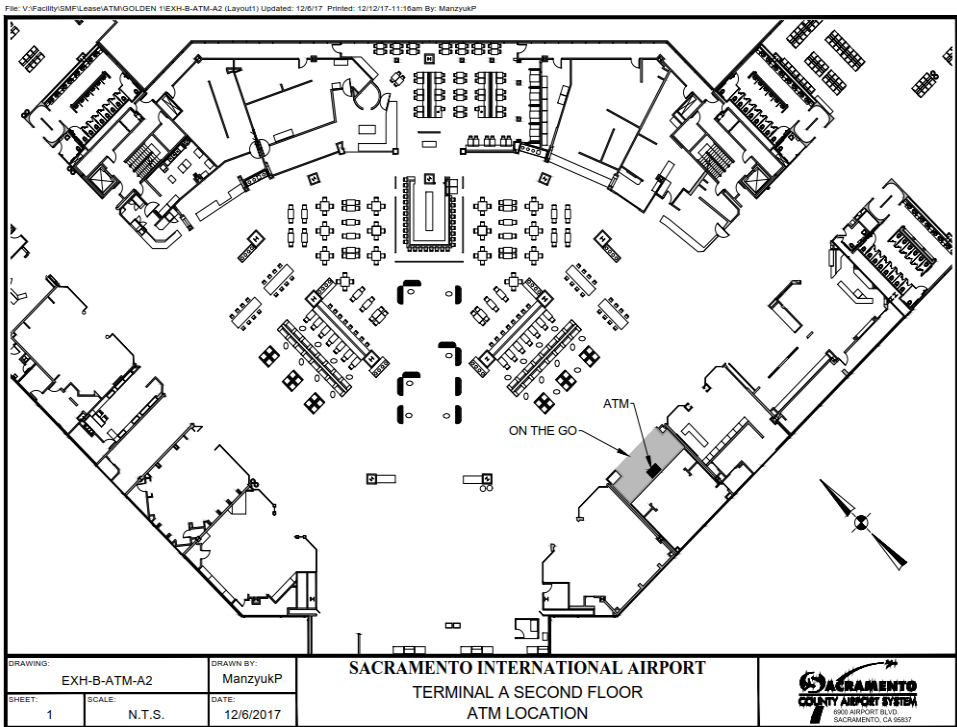 File: V:\Facility\SMF\Lease\ATM\GOLDEN 1\EXH-B-ATM-A2 (Layout1) Updated: 12/6/17 Printed: 12/12/17-11:16am By: ManzyukP
ATM
ON THE GO
DRAWING:
EXH-B-ATM-A2
DRAWN BY:
ManzyukP
SHEET:
1
SCALE:
N.T.S.
DATE:
12/6/2017
SACRAMENTO INTERNATIONAL AIRPORT
TERMINAL A SECOND FLOOR
ATM LOCATION
SACRAMENTO
COUNTY AIRPORT SYSTEM
6900 AIRPORT BLVD.
SACRAMENTO, CA 95837